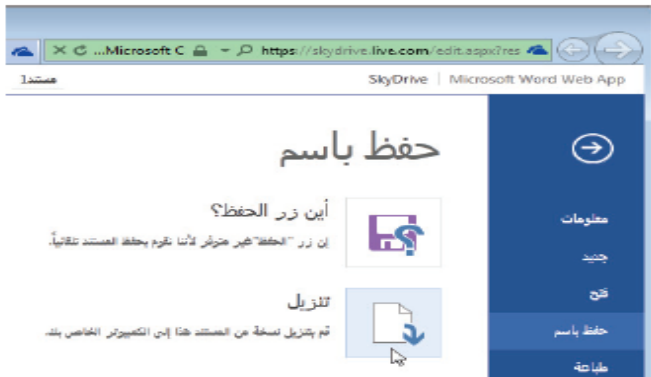 https://skydrive.live.com/edit.aspx?res
Microsoft C...
SkyDrive | Microsoft Word Web App
مستند1
حفظ باسم
معلومات
جديد
فتح
حفظ باسم
طباعة
أين زر الحفظ؟
إن زر "الحفظ" غير متوفر لأننا نقوم بحفظ المستند تلقائياً.
تنزيل
قم بتنزيل نسخة من المستند هذا إلى الكمبيوتر الخاص بك.